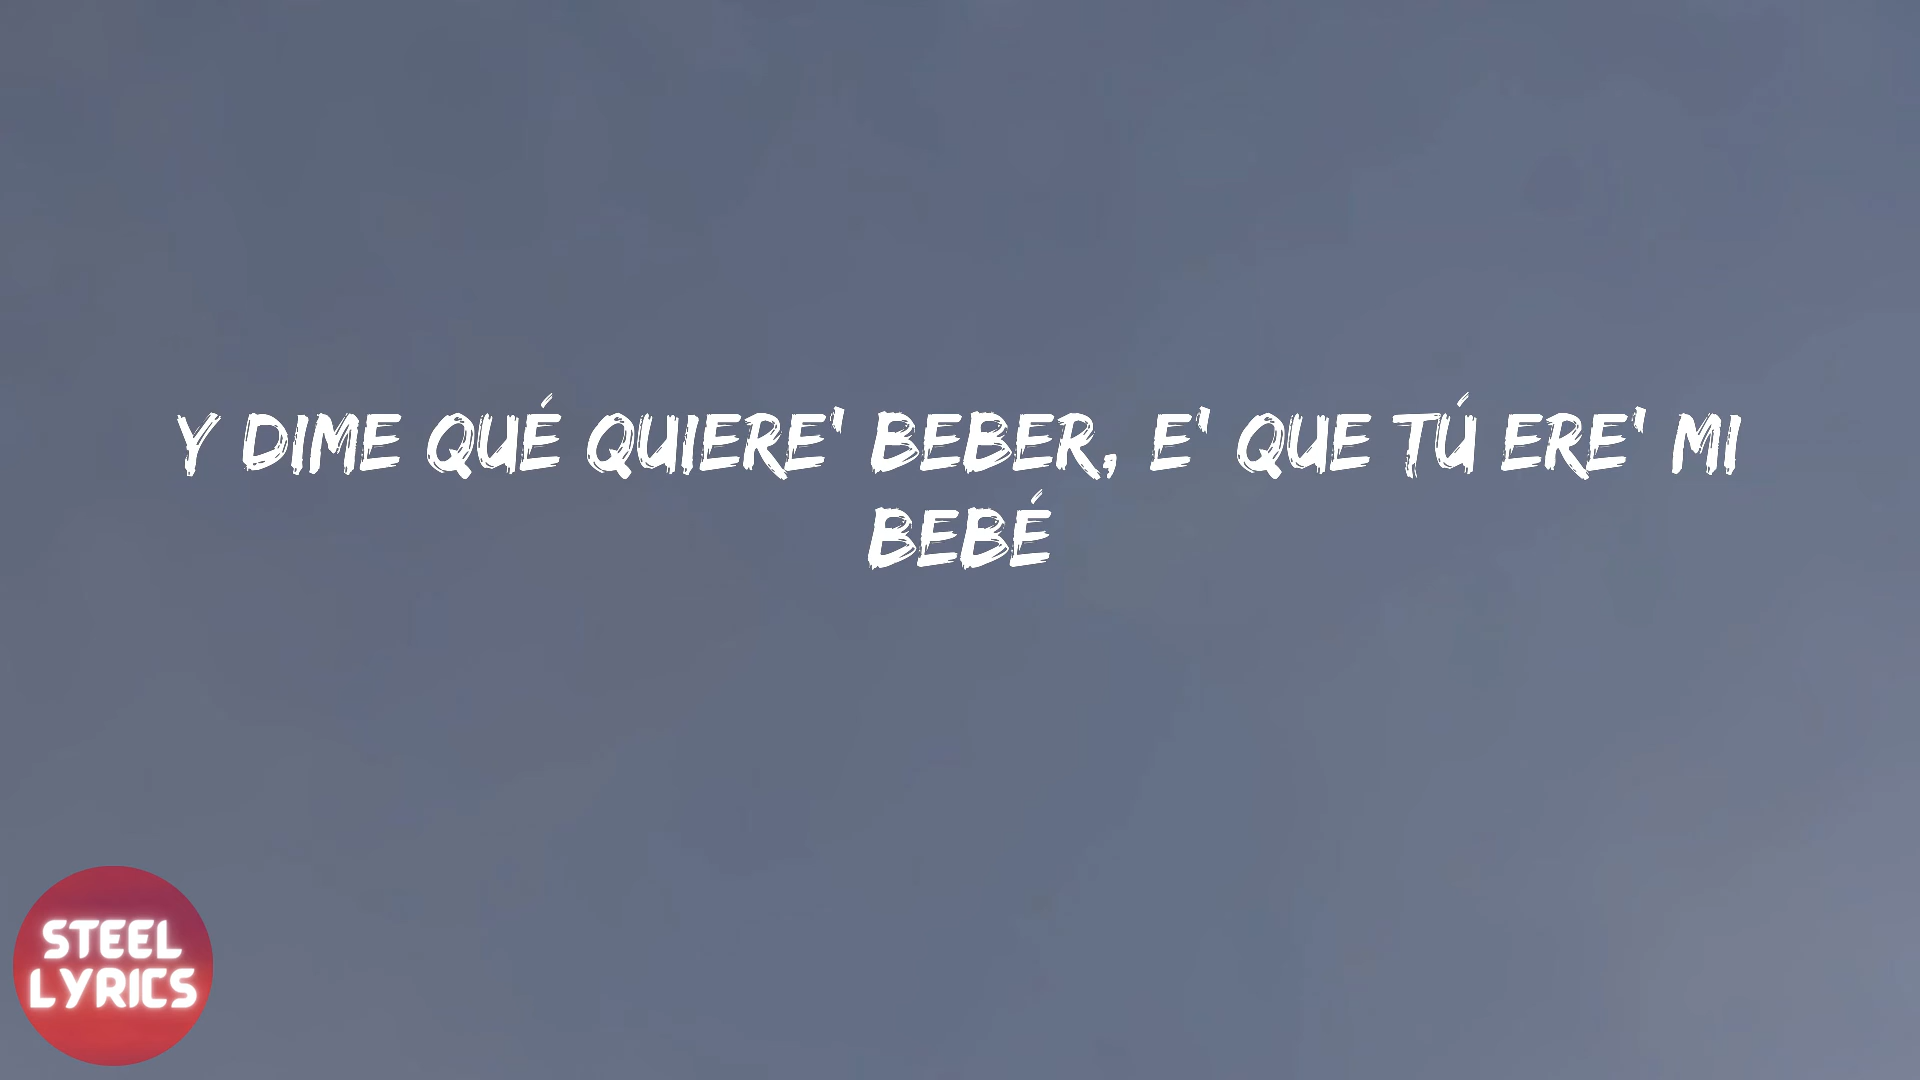 Y DIME QUÉ QUIERE' BEBER, E' QUE TÚ ERE' MI
BEBÉ
STEEL
LYRICS